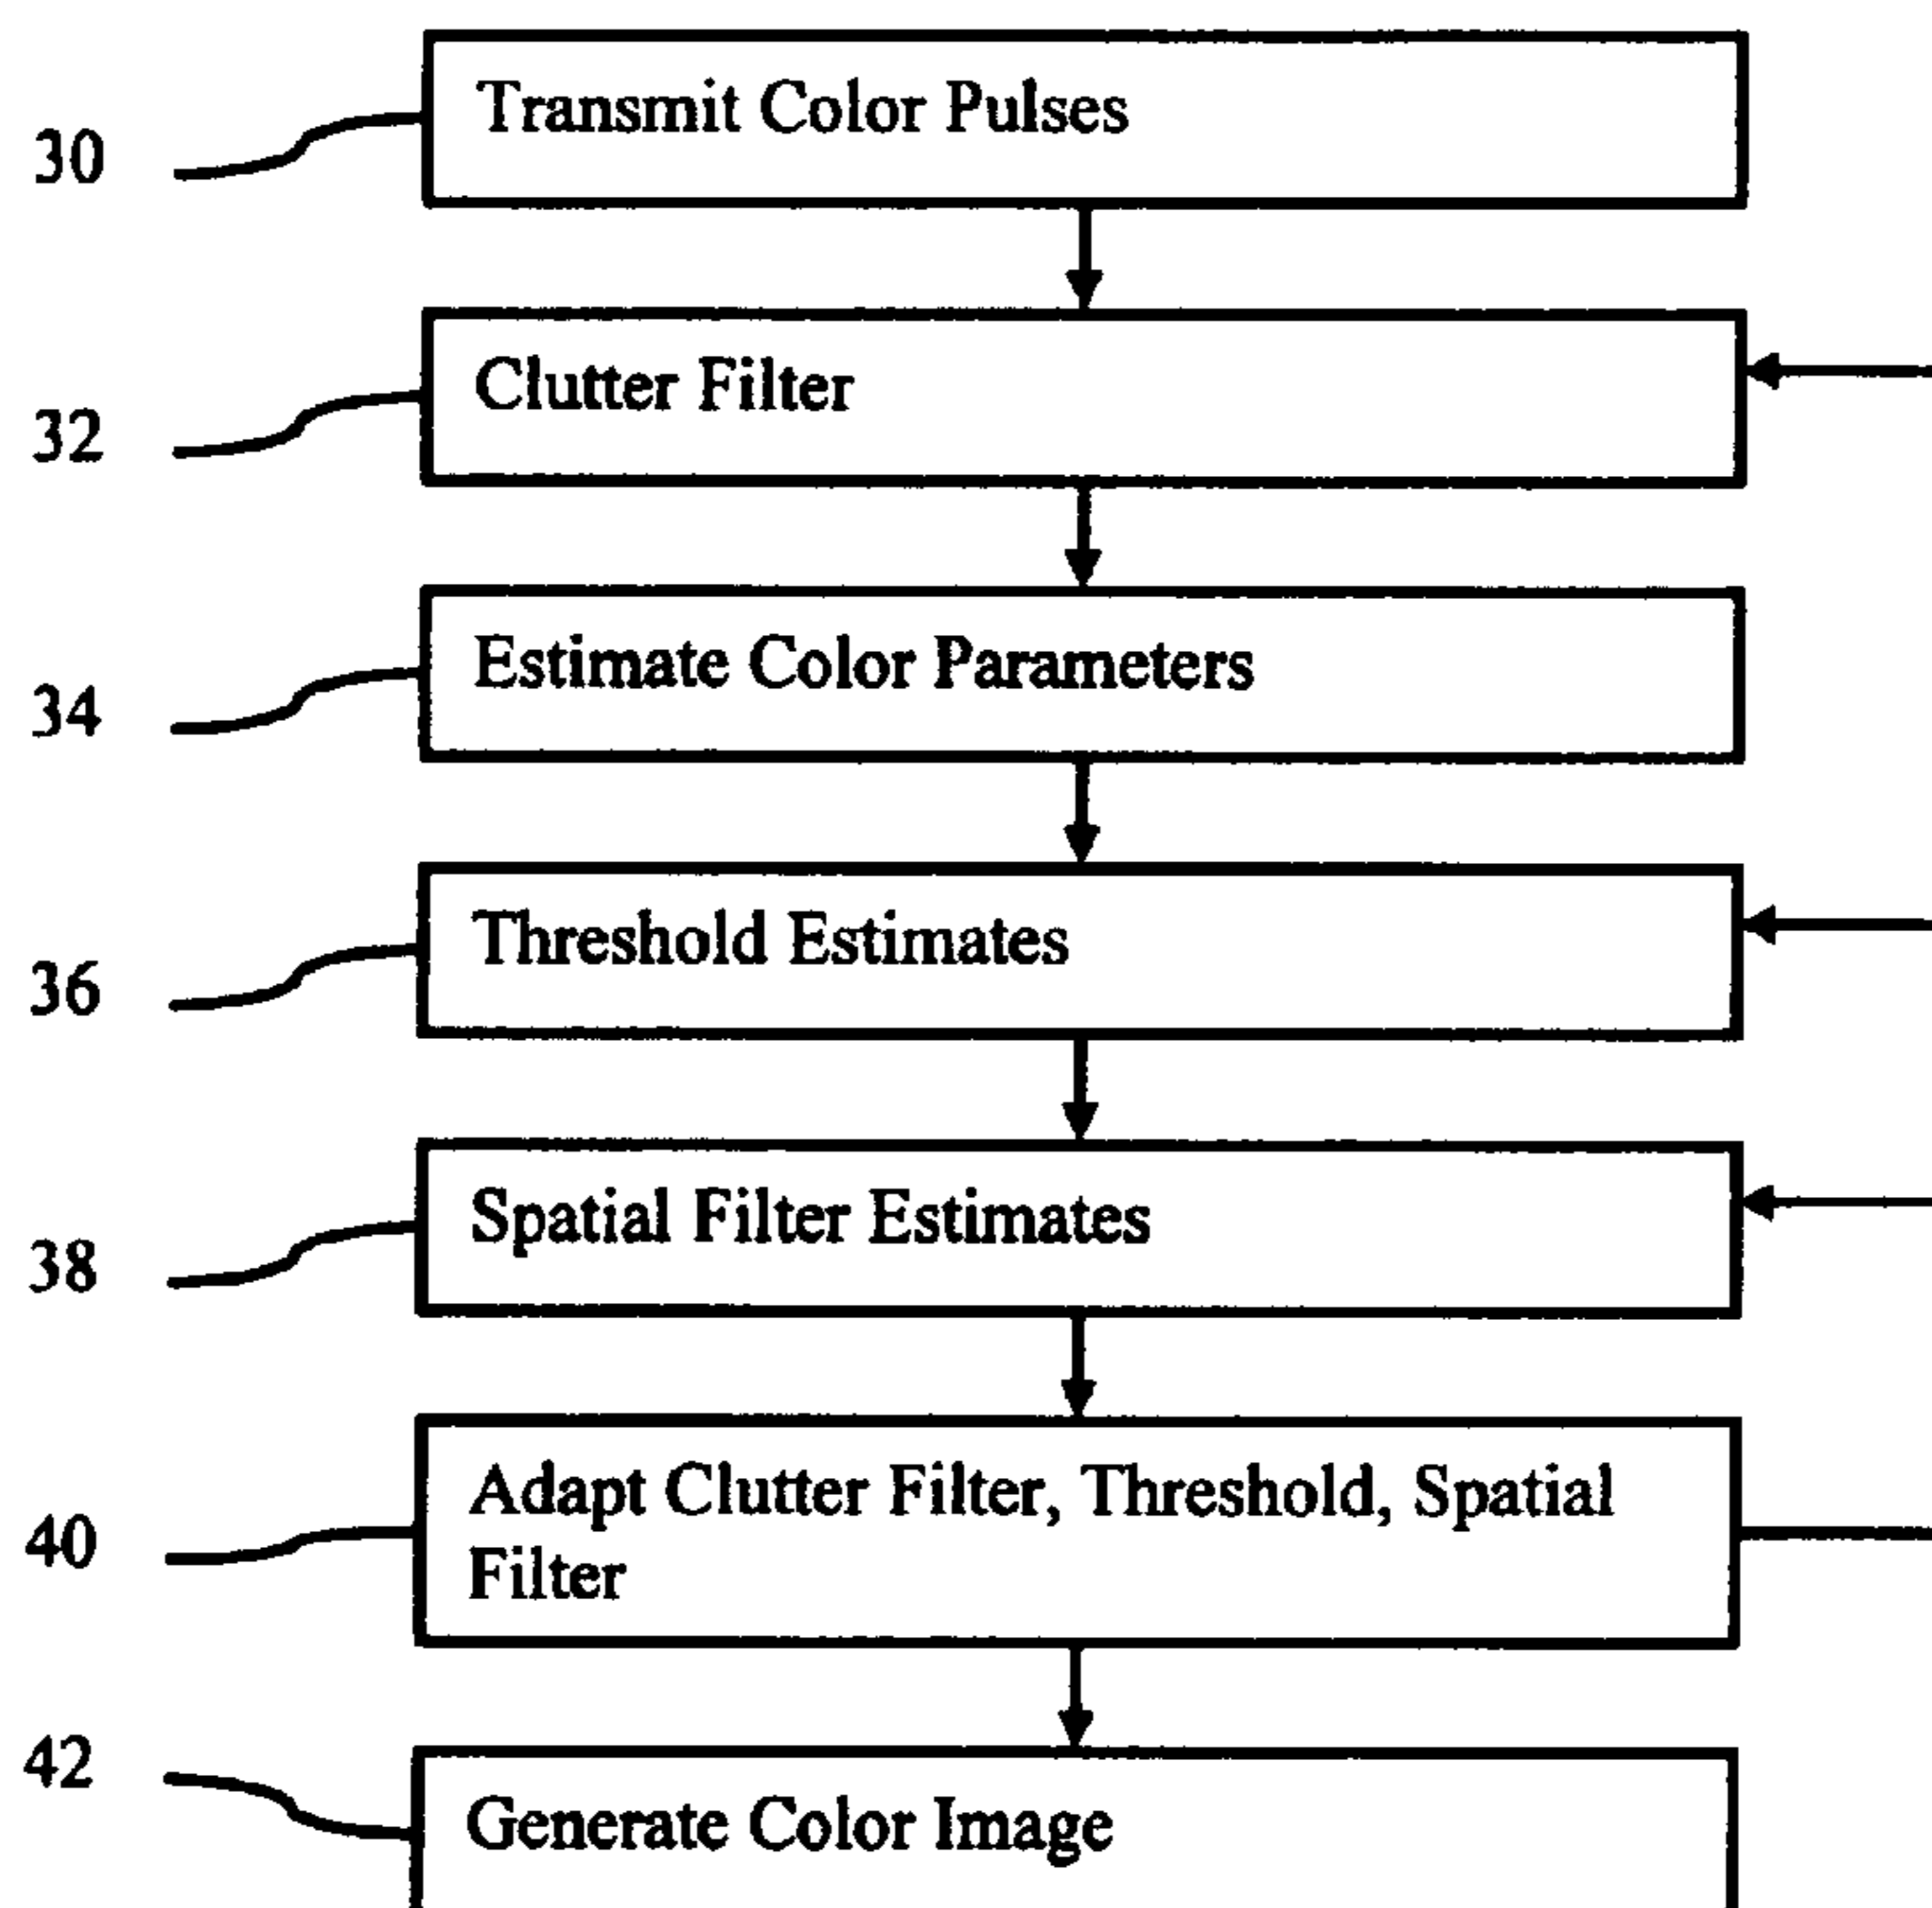 Transmit Color Pulses
30
Clutter Filter
32
Estimate Color Parameters
34
Threshold Estimates
36
Spatial Filter Estimates
38
Adapt Clutter Filter, Threshold, Spatial
Filter
40
42
Generate Color Image